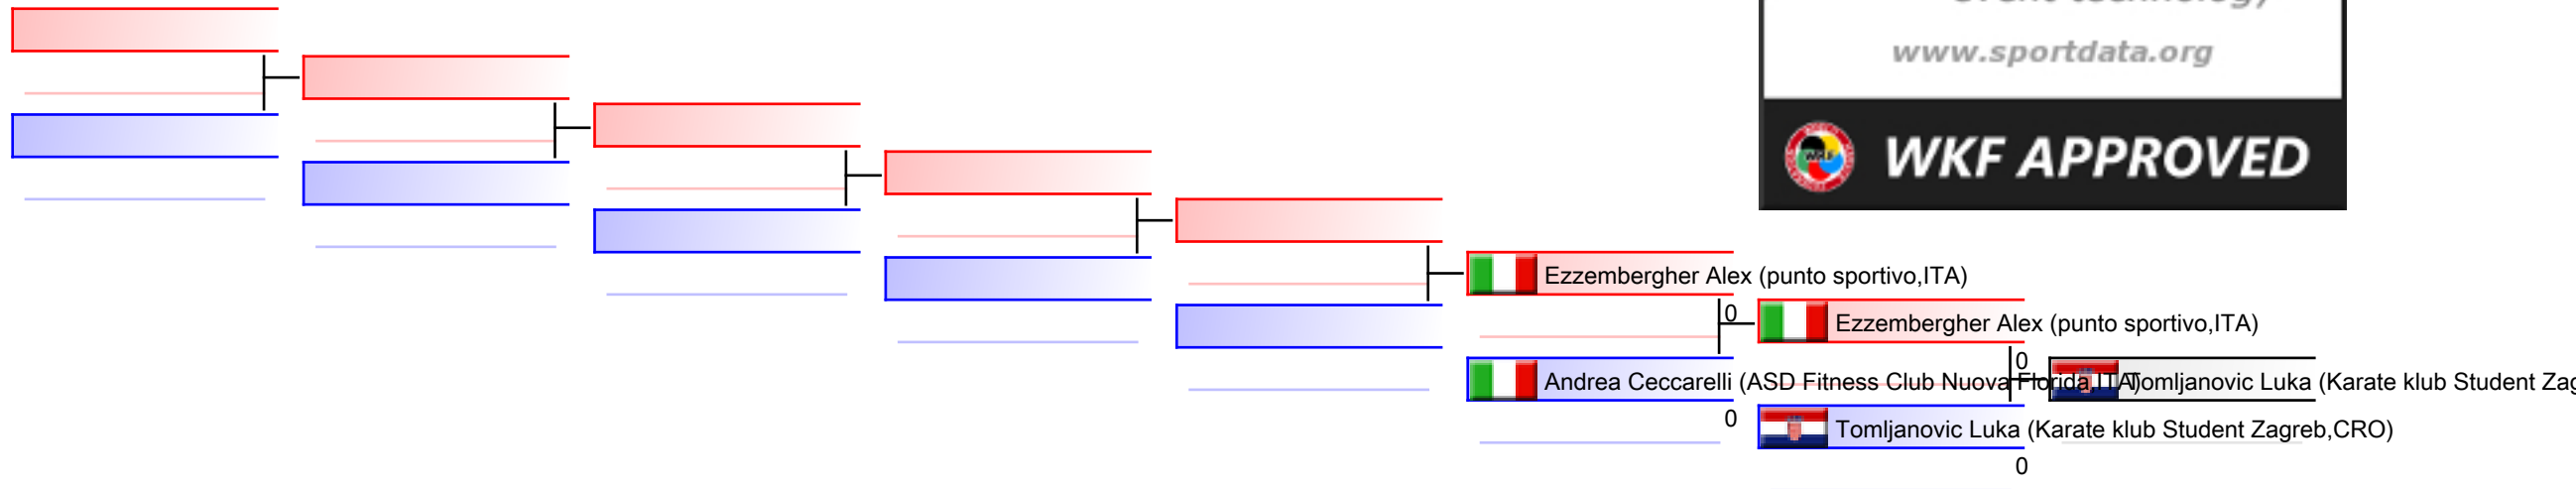 www.sportdata.org
WKF APPROVED
Ezzembergher Alex (punto sportivo,ITA)
0
Ezzembergher Alex (punto sportivo,ITA)
0
Andrea Ceccarelli (ASD Fitness Club Nuova Florida,ITA)
Tomljanovic Luka (Karate klub Student Zag
0
Tomljanovic Luka (Karate klub Student Zagreb,CRO)
0